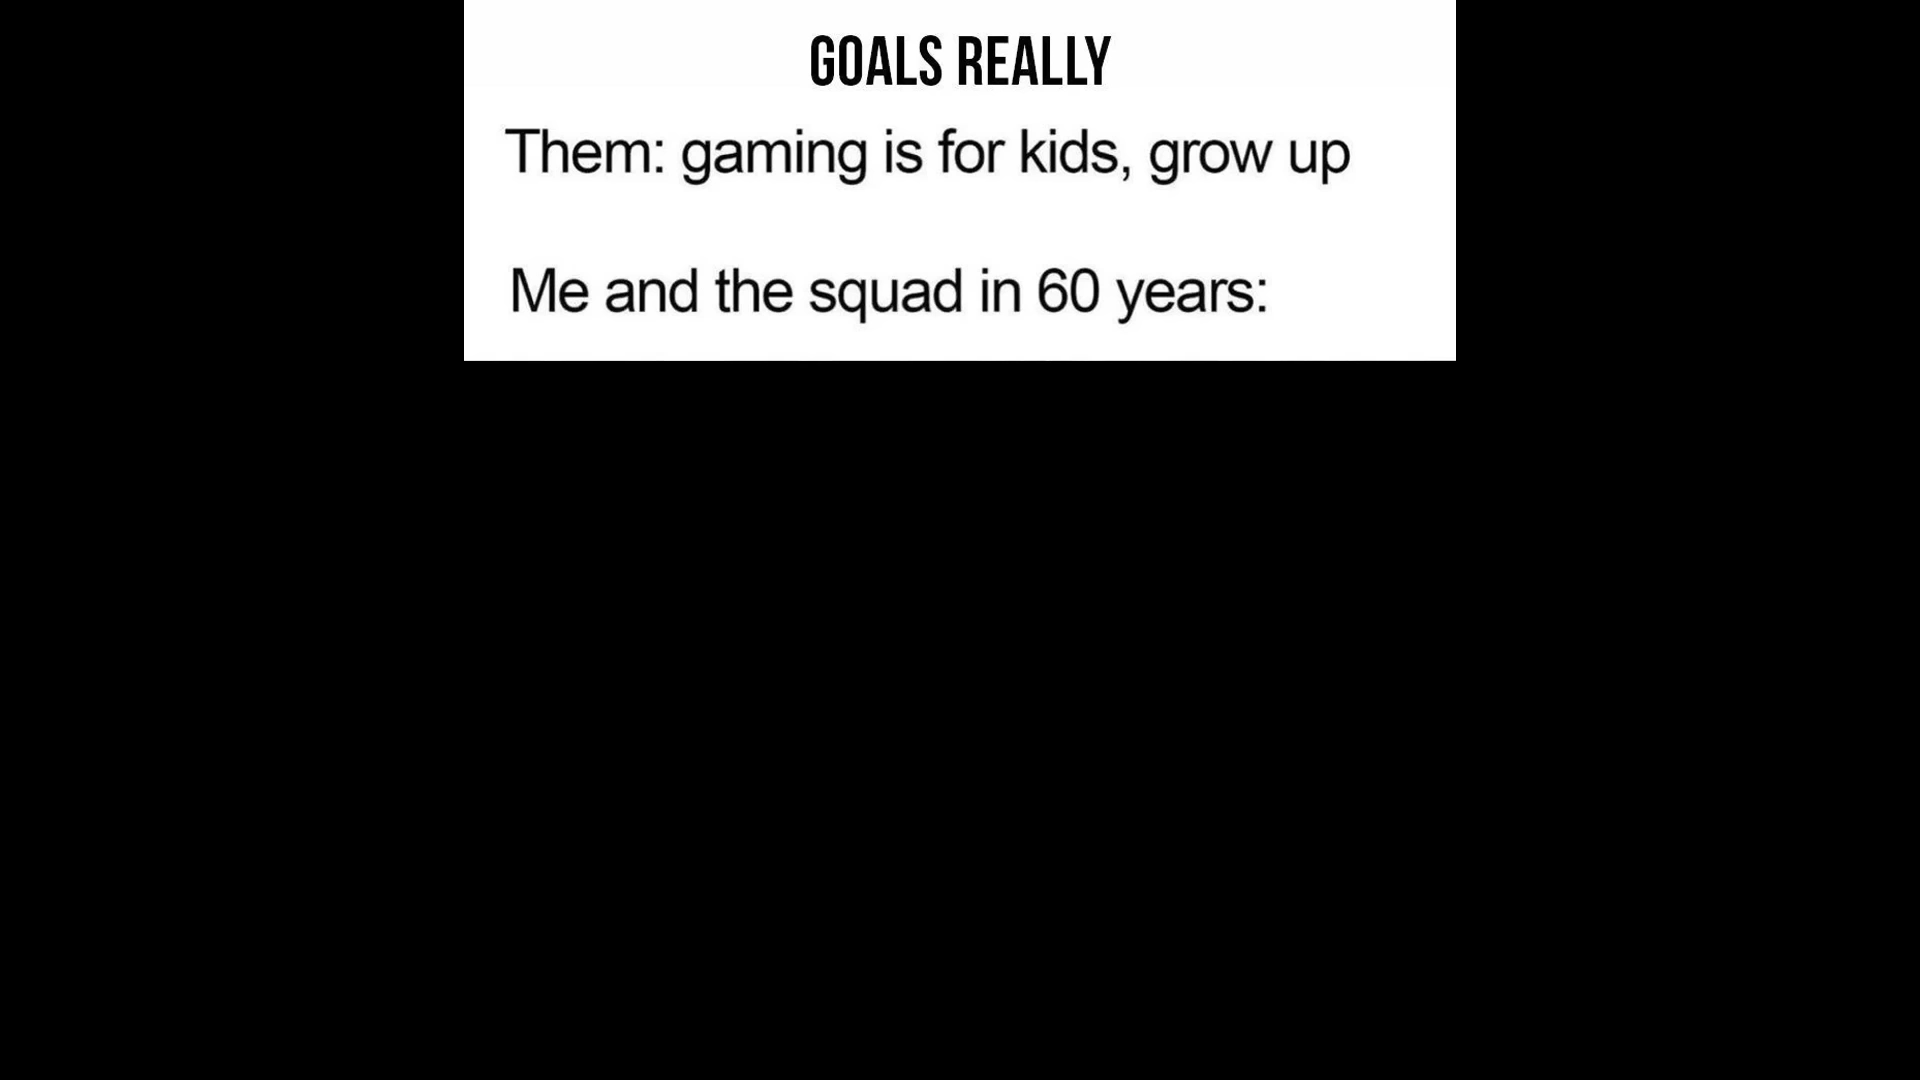 GOALS REALLY
Them: gaming is for kids, grow up
Me and the squad in 60 years: